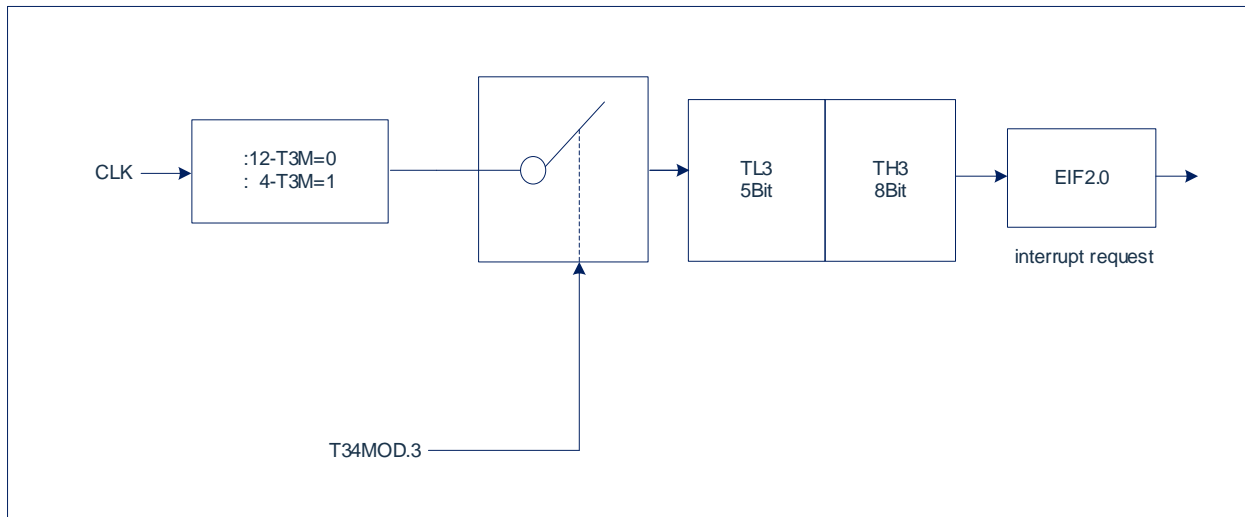 CLK
:12-T3M=0
: 4-T3M=1
TL3
5Bit
TH3
8Bit
EIF2.0
interrupt request
T34MOD.3